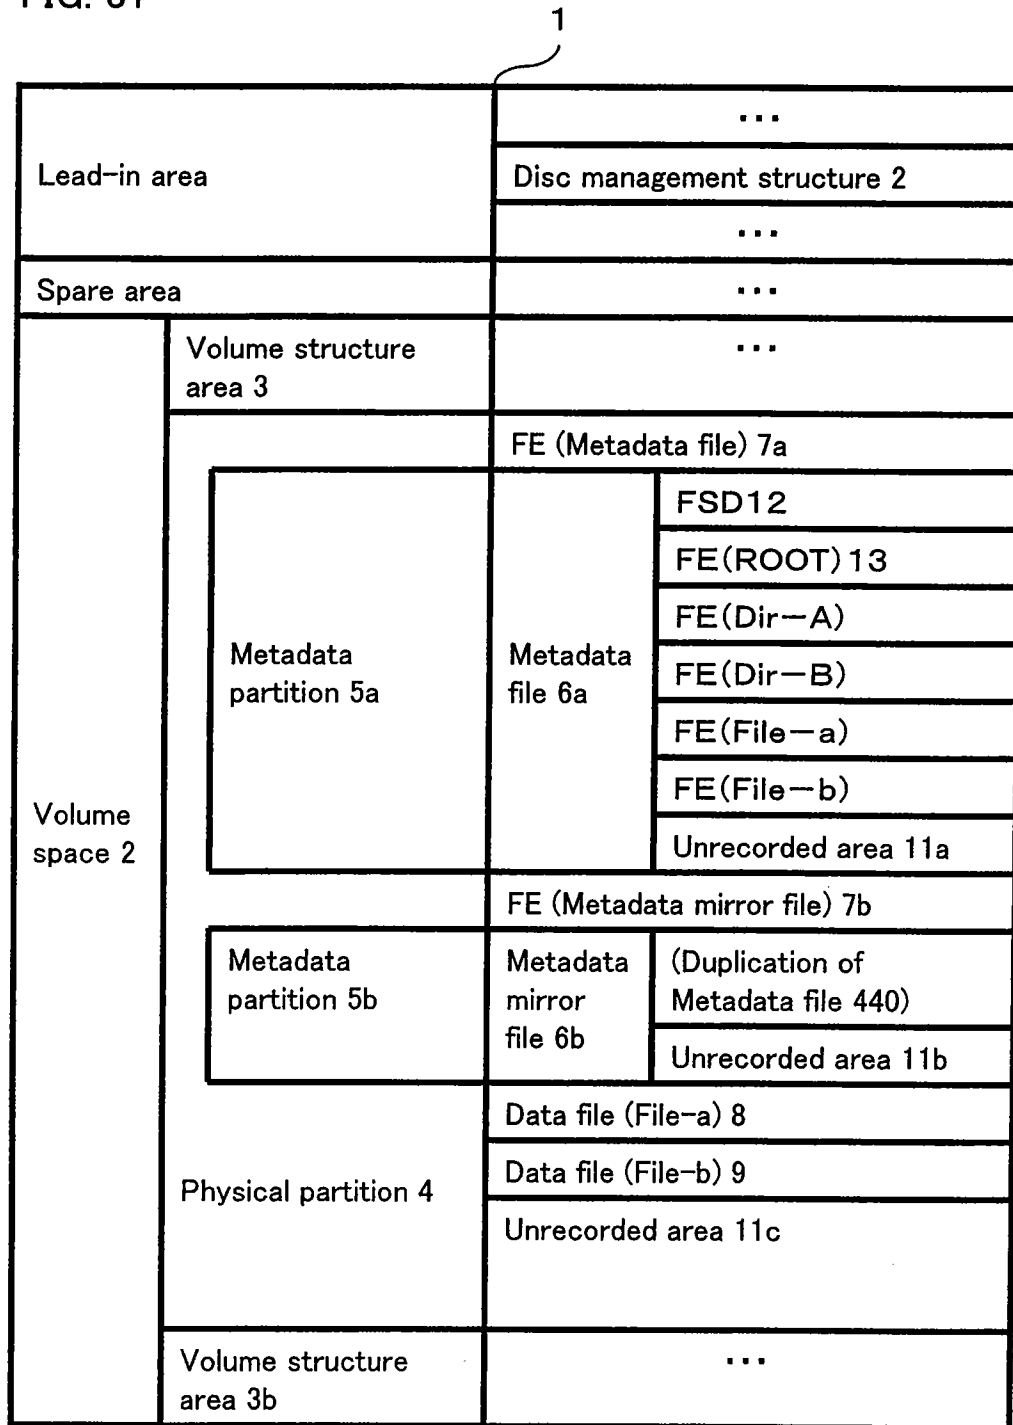 1
...
Lead-in area
Disc management structure 2
...
Spare area
...
Volume structure
area 3
...
FE (Metadata file) 7a
FSD12
FE(ROOT)13
FE(Dir-A)
Metadata
partition 5a
Metadata
file 6a
FE(Dir-B)
FE(File-a)
FE(File-b)
Volume
space 2
Unrecorded area 11a
FE (Metadata mirror file) 7b
Metadata
partition 5b
Metadata
mirror
file 6b
(Duplication of
Metadata file 440)
Unrecorded area 11b
Data file (File-a) 8
Data file (File-b) 9
Physical partition 4
Unrecorded area 11c
Volume structure
area 3b
...